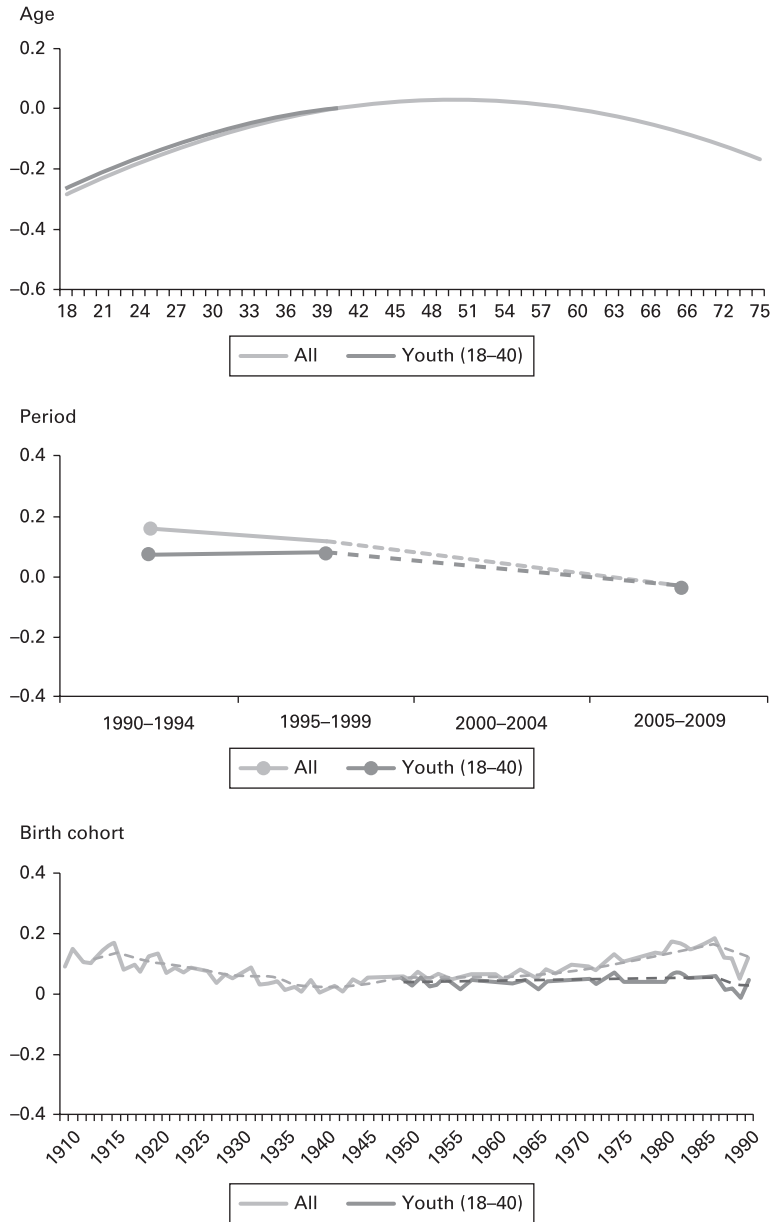 Age
0.2
0.0
–0.2
–0.4
–0.6
18 21 24 27 30 33 36 39 42 45 48 51 54 57 60 63 66 66 72 75
All Youth (18–40)
Period
0.4
0.2
0.0
–0.2
–0.4
1990–1994 1995–1999 2000–2004 2005–2009
All Youth (18–40)
Birth cohort
0.4
0.2
0
–0.2
–0.4
1910 1915 1920 1925 1930 1935 1940 1945 1950 1955 1960 1965 1970 1975 1980 1985 1990
All Youth (18–40)